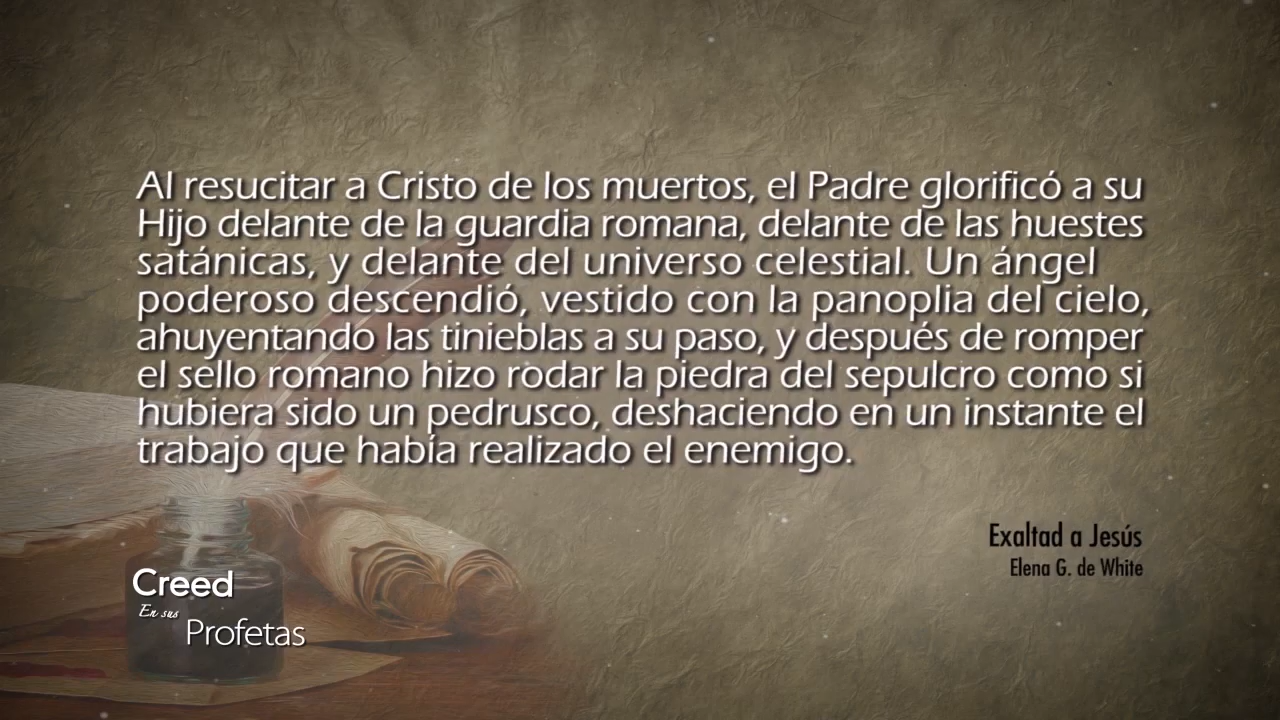 Al resucitar a Cristo de los muertos, el Padre glorificó a su
Hijo delante de la guardia romana, delante de las huestes
satánicas, y delante del universo celestial. Un ángel
poderoso descendió, vestido con la panoplia del cielo,
ahuyentando las tinieblas a su paso, y después de romper
el sello romano hizo rodar la piedra del sepulcro como si
hubiera sido un pedrusco, deshaciendo en un instante el
trabajo que había realizado el enemigo.
Exaltad a Jesús
Elena G. de White
Creed
En sus
Profetas